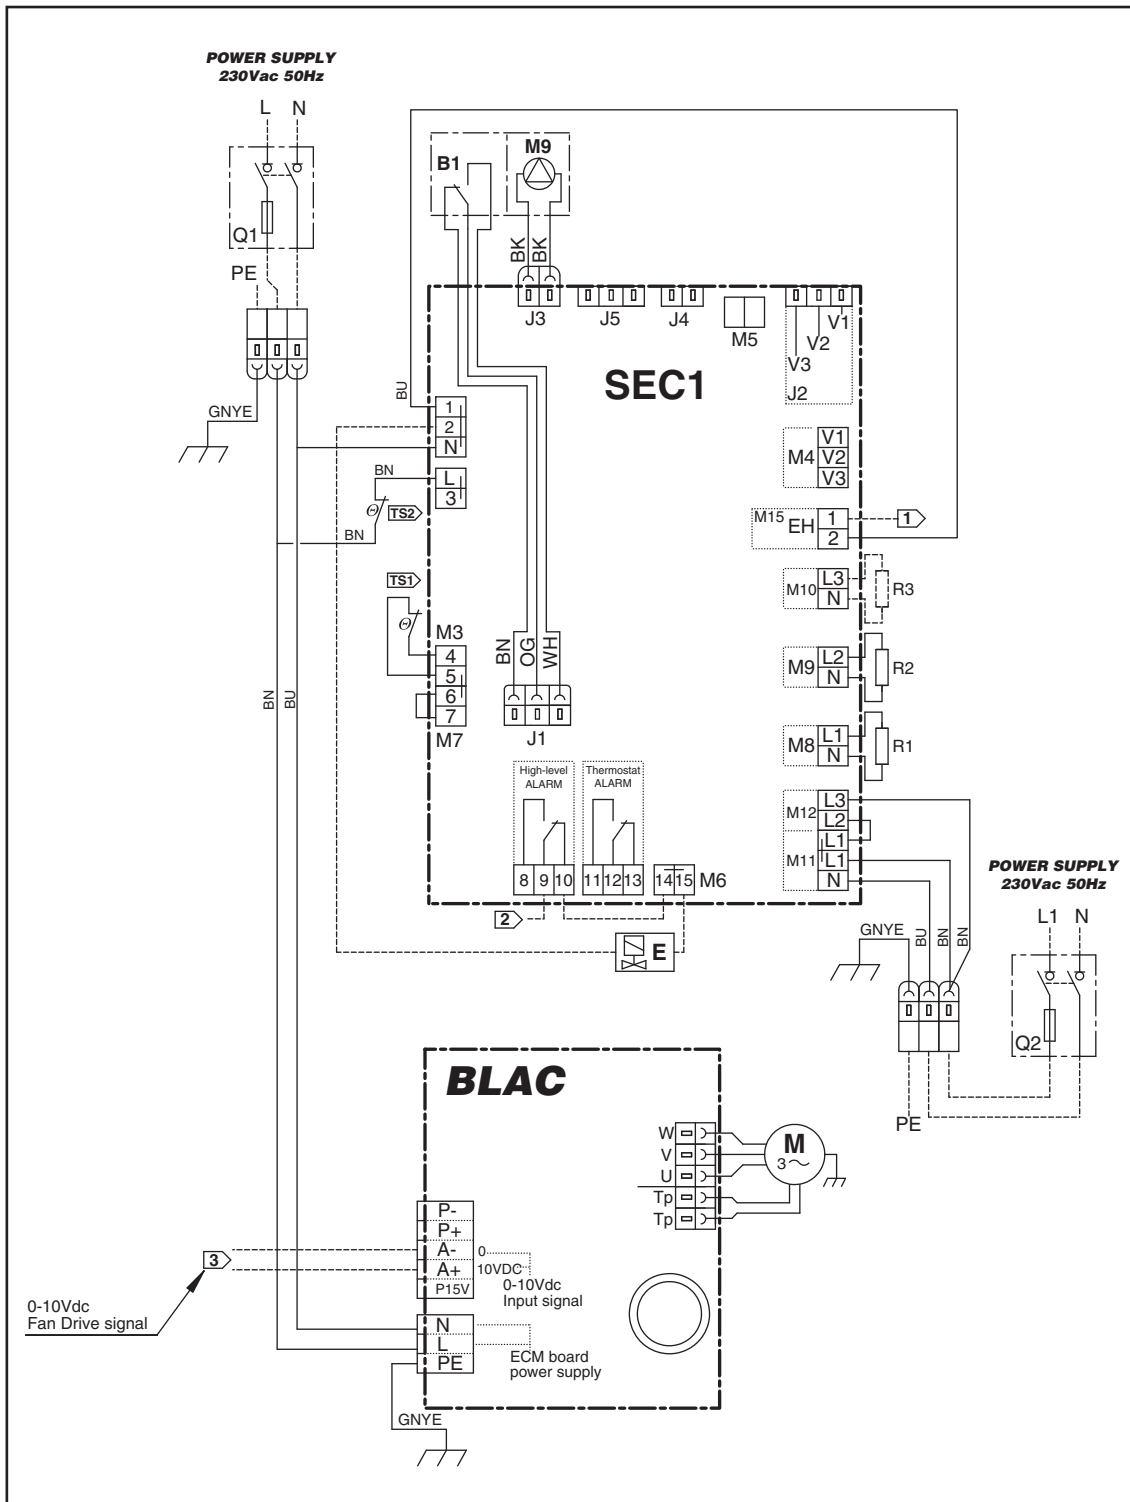 POWER SUPPLY
230Vac 50Hz
L N
Q1
PE
GNYE
B1
M9
BK
BK
BU
J3
J5
J4
M5
V1
V2
V3
J2
SEC1
1
2
N
BN
L
3
Θ
TS2
BN
TS1
Θ
M3
4
5
6
7
M7
BN
BU
BN
OG
WH
J1
M4
V1
V2
V3
M15
EH
1
2
1
M10
L3
N
R3
M9
L2
N
R2
M8
L1
N
R1
M12
L3
L2
L1
M11
L1
N
High-level
ALARM
Thermostat
ALARM
8 9 10
11 12 13
14 15
M6
2
E
POWER SUPPLY
230Vac 50Hz
L1 N
GNYE
BU
BN
BN
Q2
PE
BLAC
W
V
U
Tp
Tp
M
3
P-
P+
A-
A+
P15V
0
10VDC
0-10Vdc
Input signal
3
0-10Vdc
Fan Drive signal
N
L
PE
ECM board
power supply
GNYE